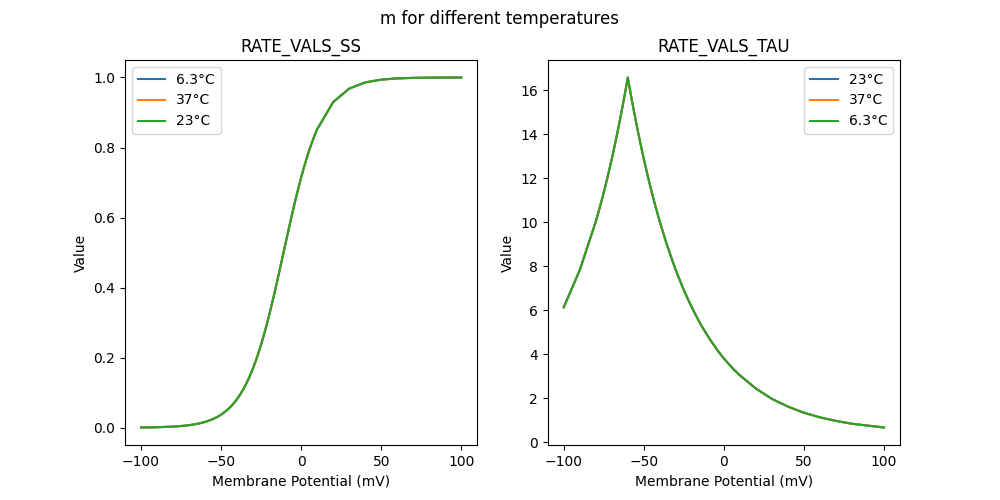 m for different temperatures
RATE_VALS_SS
1.0
0.8
0.6
0.4
0.2
0.0
Value
6.3°C
37°C
23°C
−100
−50
0
50
100
Membrane Potential (mV)
RATE_VALS_TAU
16
14
12
10
8
6
4
2
0
Value
23°C
37°C
6.3°C
−100
−50
0
50
100
Membrane Potential (mV)